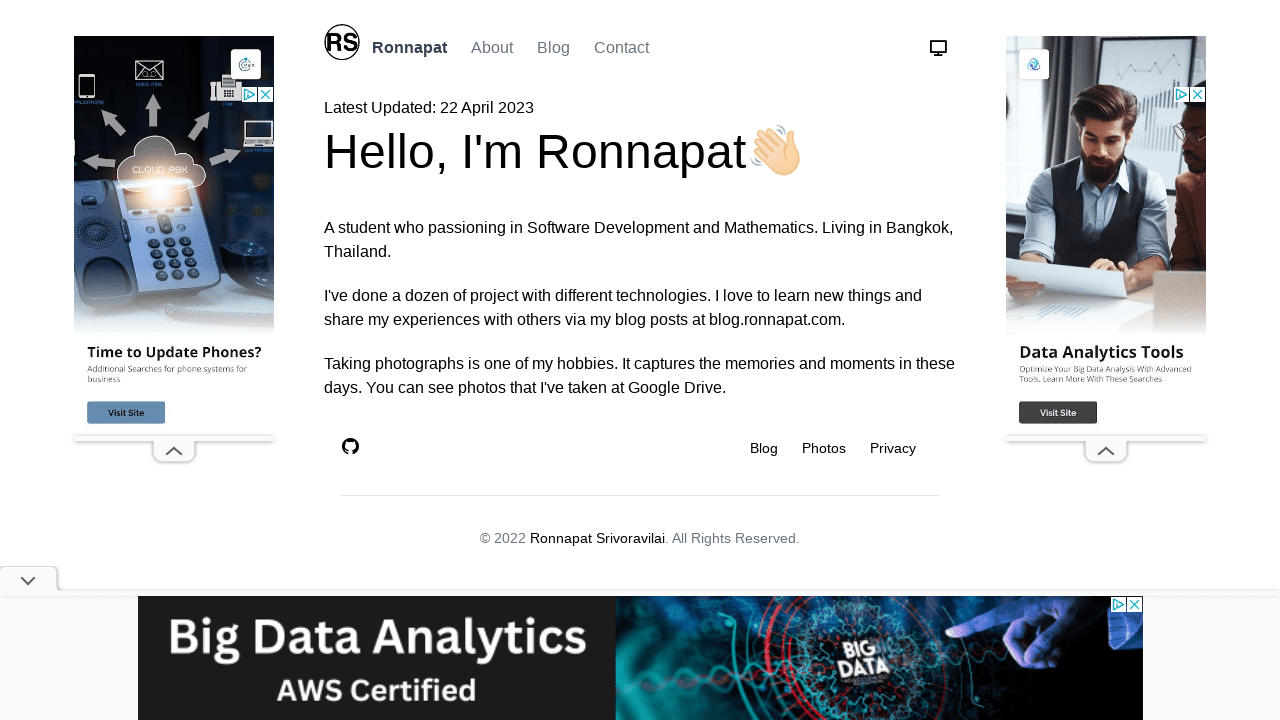 RS
Ronnapat About Blog Contact
Latest Updated: 22 April 2023
Hello, I'm Ronnapat👋🏼
A student who passioning in Software Development and Mathematics. Living in Bangkok,
Thailand.
I've done a dozen of project with different technologies. I love to learn new things and
share my experiences with others via my blog posts at blog.ronnapat.com.
Taking photographs is one of my hobbies. It captures the memories and moments in these
days. You can see photos that I've taken at Google Drive.
Blog Photos Privacy
© 2022 Ronnapat Srivoravilai. All Rights Reserved.
CLOUD PBX
Time to Update Phones?
Additional Searches for phone systems for
business
Visit Site
Data Analytics Tools
Optimize Your Big Data Analysis With Advanced
Tools. Learn More With These Searches
Visit Site
Big Data Analytics
AWS Certified
BIG
DATA